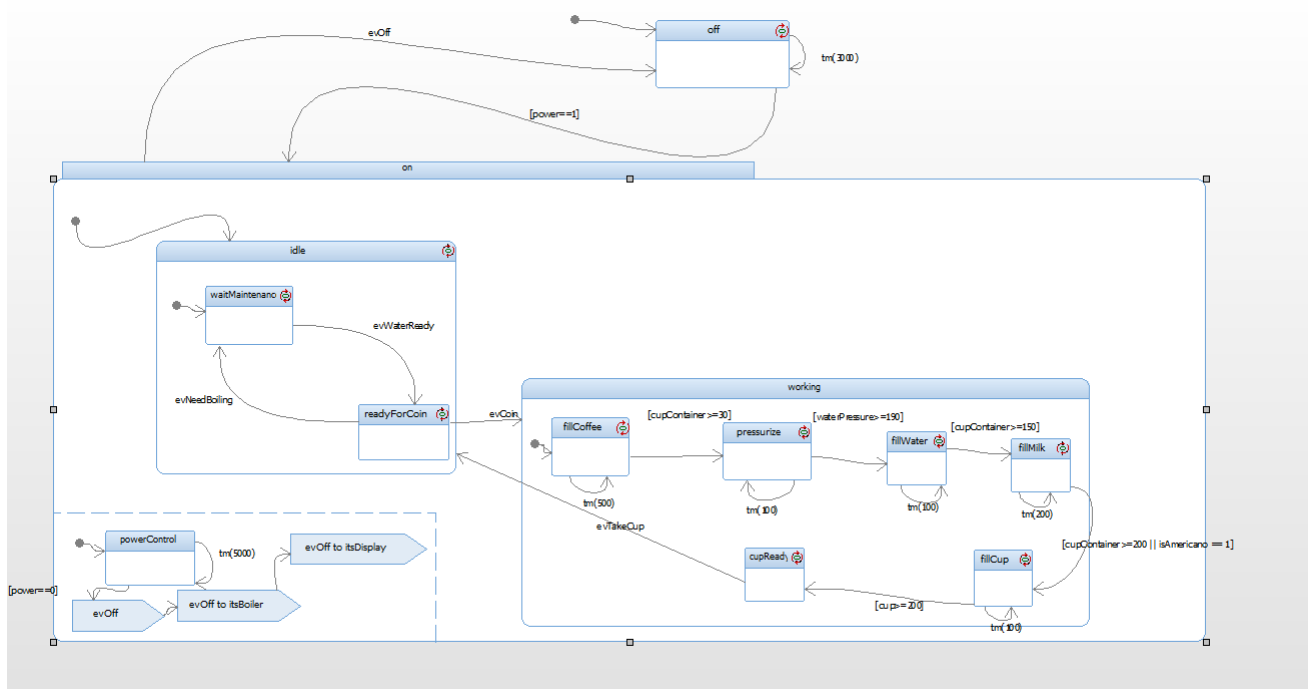 off
evOff
tm(3000)
[power==1]
on
idle
waitMaintenanc
evWaterReady
evNeedBoiling
readyForCoin
evCoin
working
fillCoffee
[cupContainer>=30]
pressurize
[waterPressure>=190]
fillWater
[cupContainer>=150]
fillMilk
tm(500)
tm(100)
tm(100)
tm(200)
evTakeCup
powerControl
tm(5000)
evOff to itsDisplay
[cupContainer>=200 || isAmericano == 1]
cupReady
fillCup
[power==0]
evOff
evOff to itsBoiler
[cup>=200]
tm(100)